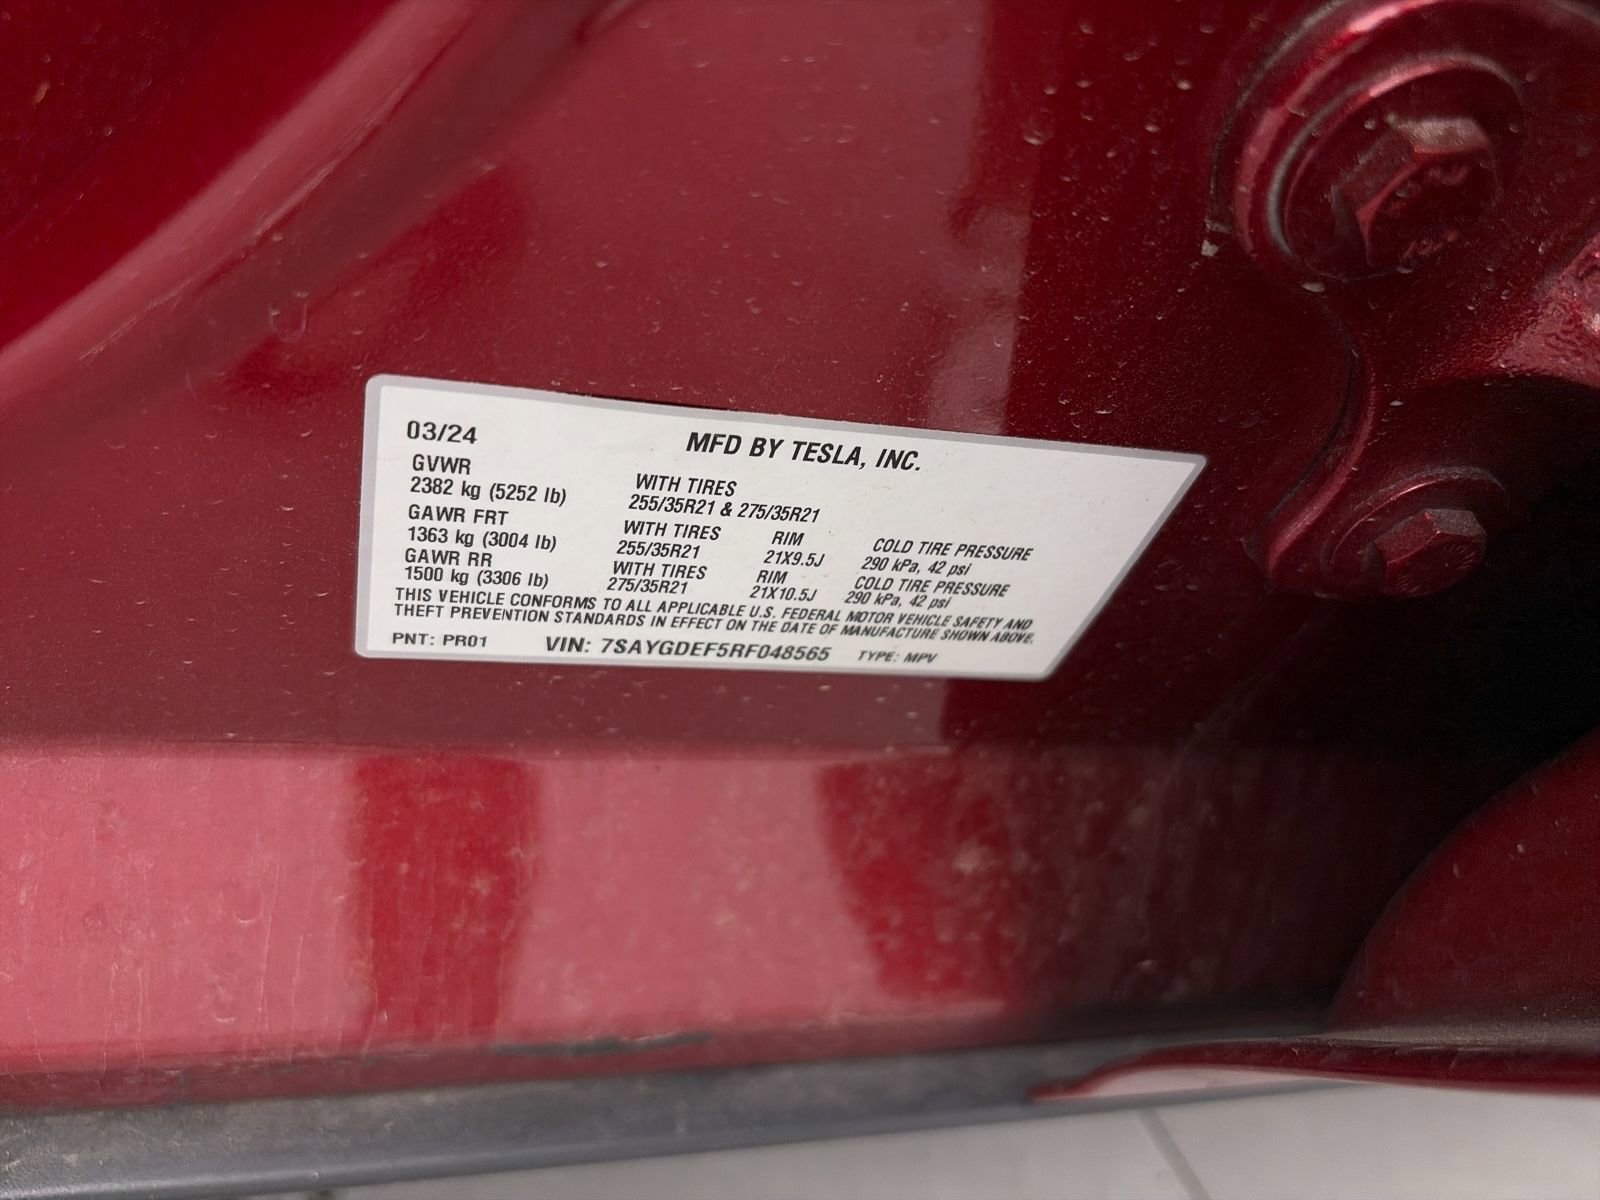 03/24 MFD BY TESLA, INC.
GVWR WITH TIRES
2382 kg (5252 lb) 255/35R21 & 275/35R21
GAWR FRT WITH TIRES RIM COLD TIRE PRESSURE
1363 kg (3004 lb) 255/35R21 21X9.5J 290 kPa, 42 psi
GAWR RR WITH TIRES RIM COLD TIRE PRESSURE
1500 kg (3306 lb) 275/35R21 21X10.5J 290 kPa, 42 psi
THIS VEHICLE CONFORMS TO ALL APPLICABLE U.S. FEDERAL MOTOR VEHICLE SAFETY AND
THEFT PREVENTION STANDARDS IN EFFECT ON THE DATE OF MANUFACTURE SHOWN ABOVE.
PNT: PR01 VIN: 7SAYGDEF5RF048565 TYPE: MPV